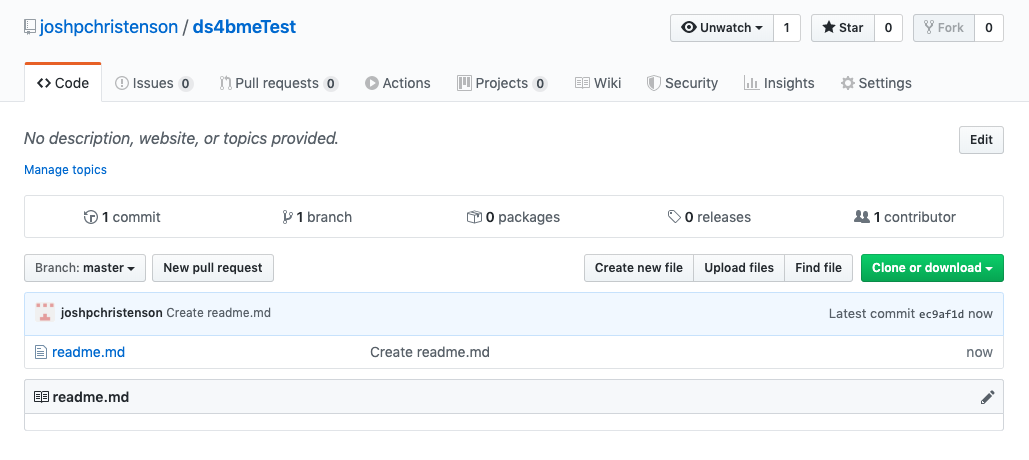 joshpchristenson / ds4bmeTest Unwatch 1 Star 0 Fork 0
Code Issues 0 Pull requests 0 Actions Projects 0 Wiki Security Insights Settings
No description, website, or topics provided. Edit
Manage topics
1 commit 1 branch 0 packages 0 releases 1 contributor
Branch: master New pull request Create new file Upload files Find file Clone or download
joshpchristenson Create readme.md Latest commit ec9af1d now
readme.md Create readme.md now
readme.md